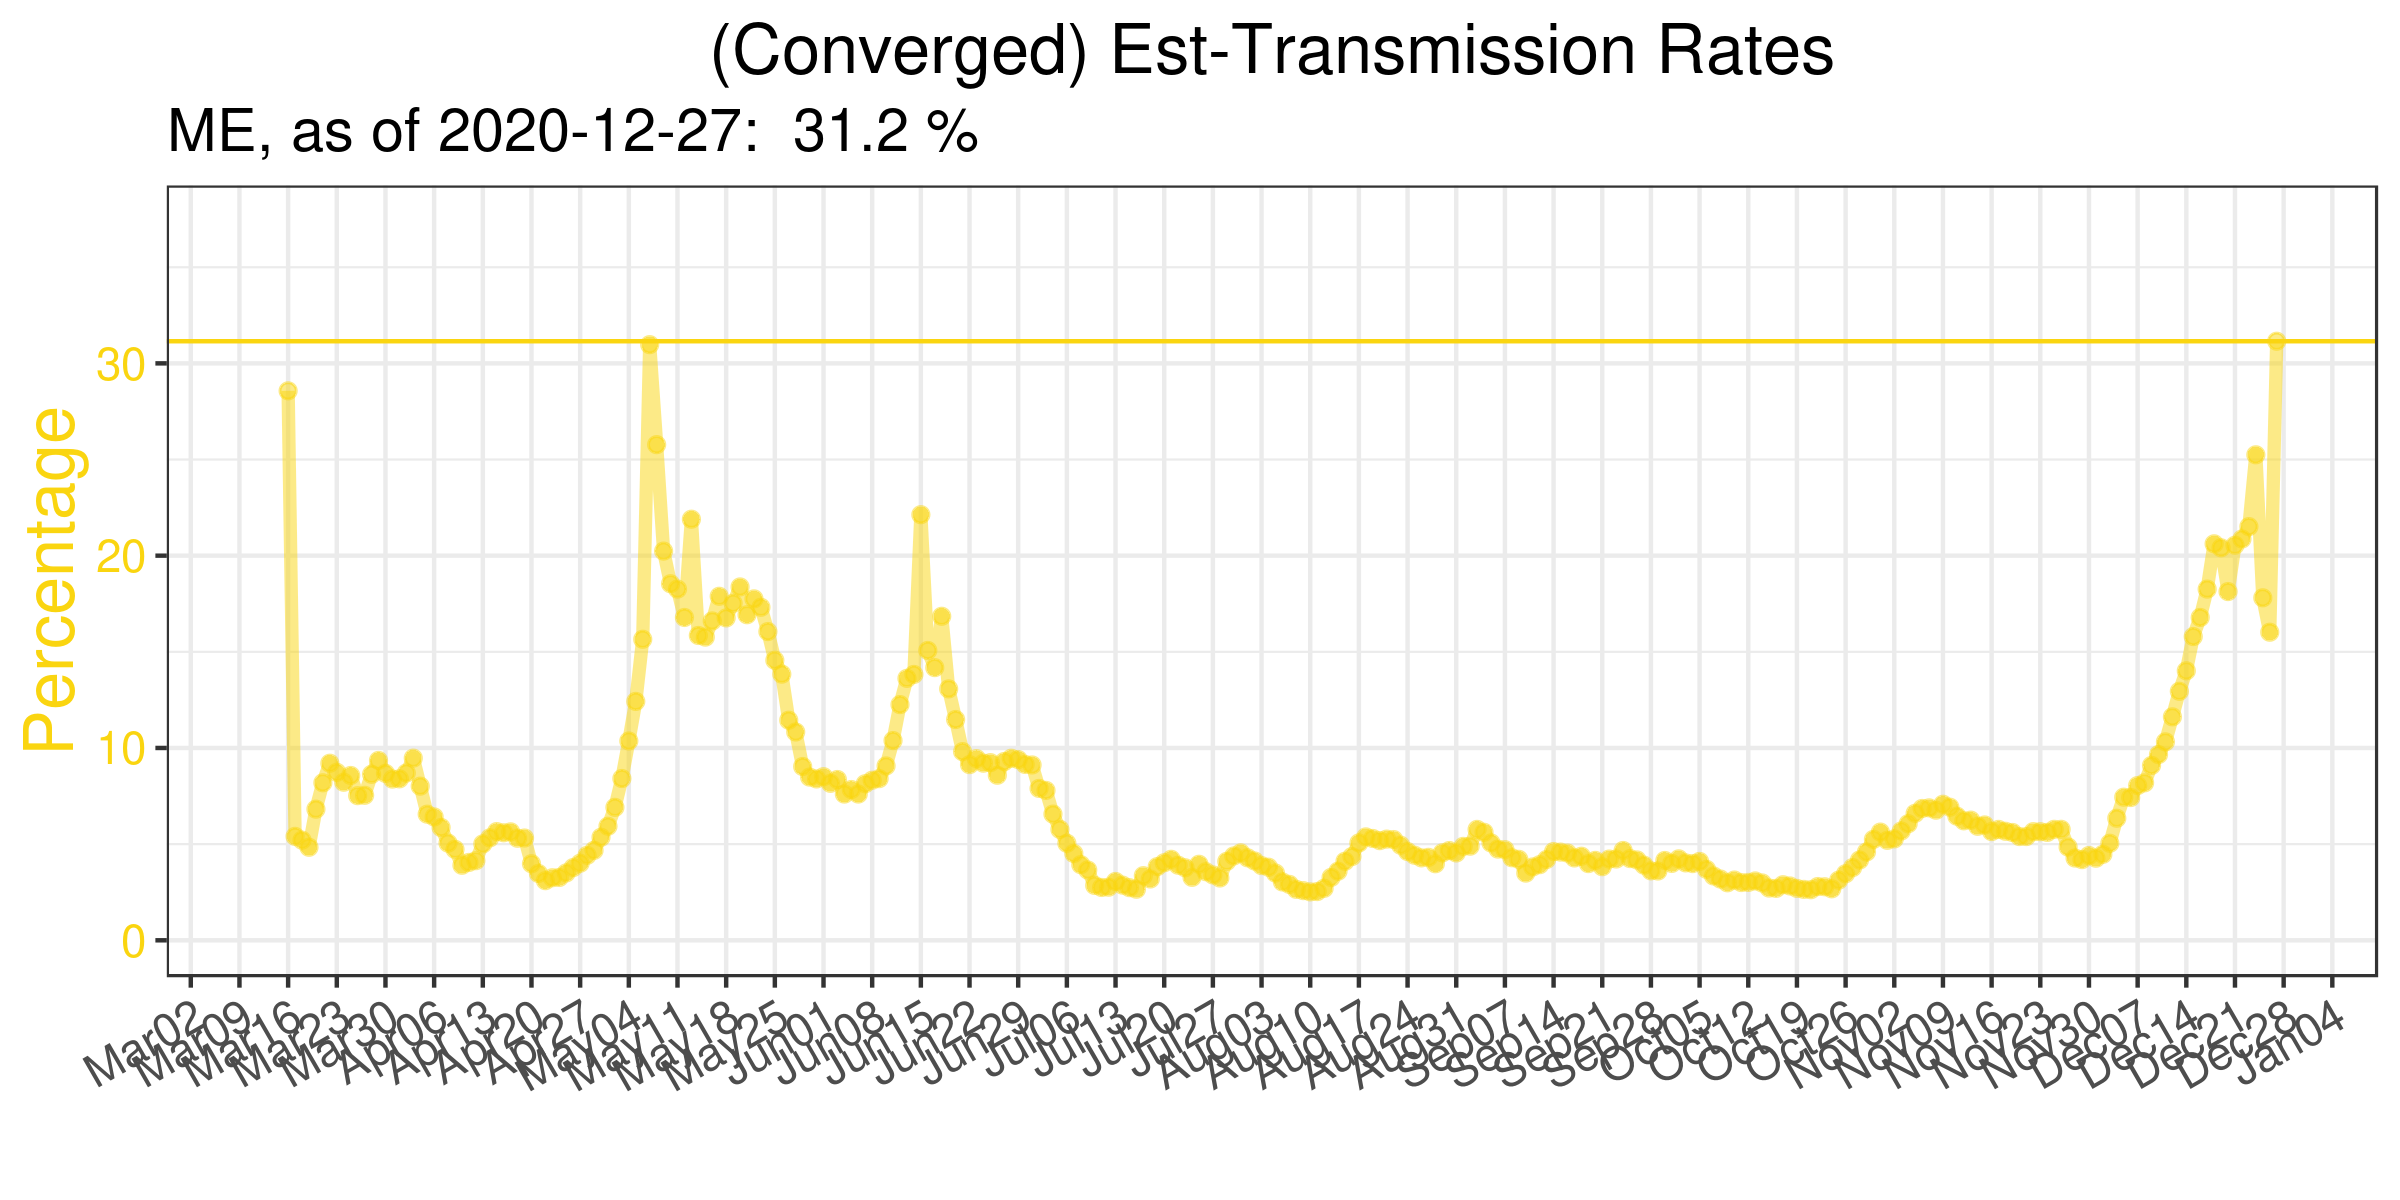 (Converged) Est-Transmission Rates
ME, as of 2020-12-27:  31.2 %
Percentage
30
20
10
0
Mar02
Mar09
Mar16
Mar23
Mar30
Apr06
Apr13
Apr20
Apr27
May04
May11
May18
May25
Jun01
Jun08
Jun15
Jun22
Jun29
Jul06
Jul13
Jul20
Jul27
Aug03
Aug10
Aug17
Aug24
Aug31
Sep07
Sep14
Sep21
Sep28
Oct05
Oct12
Oct19
Oct26
Nov02
Nov09
Nov16
Nov23
Nov30
Dec07
Dec14
Dec21
Dec28
Jan04